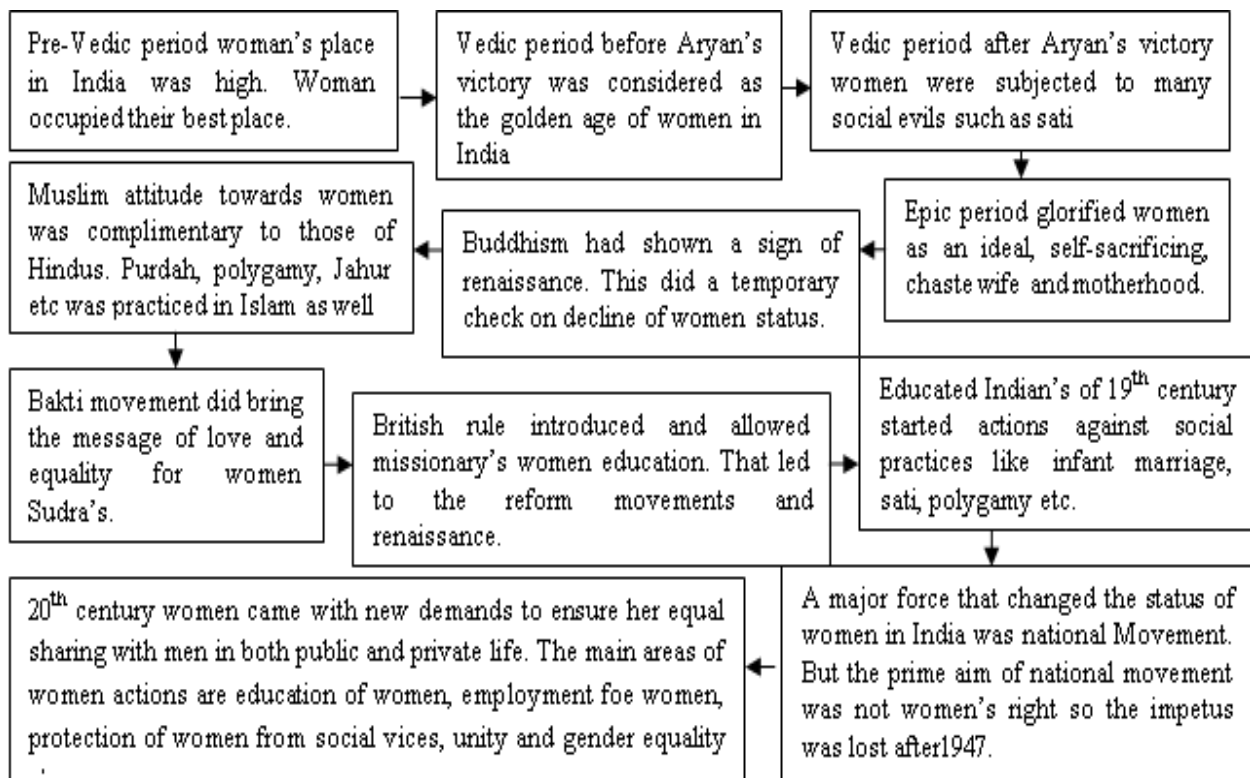 Pre-Vedic period woman's place
in India was high. Woman
occupied their best place.
Vedic period before Aryan's
victory was considered as
the golden age of women in
India
Vedic period after Aryan's victory
women were subjected to many
social evils such as sati
Epic period glorified women
as an ideal, self-sacrificing,
chaste wife and motherhood.
Buddhism had shown a sign of
renaissance. This did a temporary
check on decline of women status.
Muslim attitude towards women
was complimentary to those of
Hindus. Purdah, polygamy, Jahur
etc was practiced in Islam as well
Bakti movement did bring
the message of love and
equality for women
Sudra's.
British rule introduced and allowed
missionary's women education. That led
to the reform movements and
renaissance.
Educated Indian's of 19th century
started actions against social
practices like infant marriage,
sati, polygamy etc.
A major force that changed the status of
women in India was national Movement.
But the prime aim of national movement
was not women's right so the impetus
was lost after1947.
20th century women came with new demands to ensure her equal
sharing with men in both public and private life. The main areas of
women actions are education of women, employment foe women,
protection of women from social vices, unity and gender equality